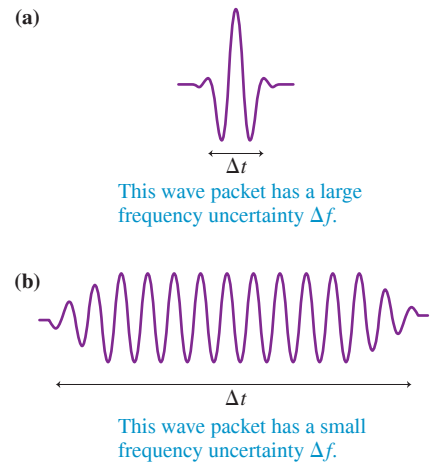 (a)
Δt
This wave packet has a large
frequency uncertainty Δf.
(b)
Δt
This wave packet has a small
frequency uncertainty Δf.